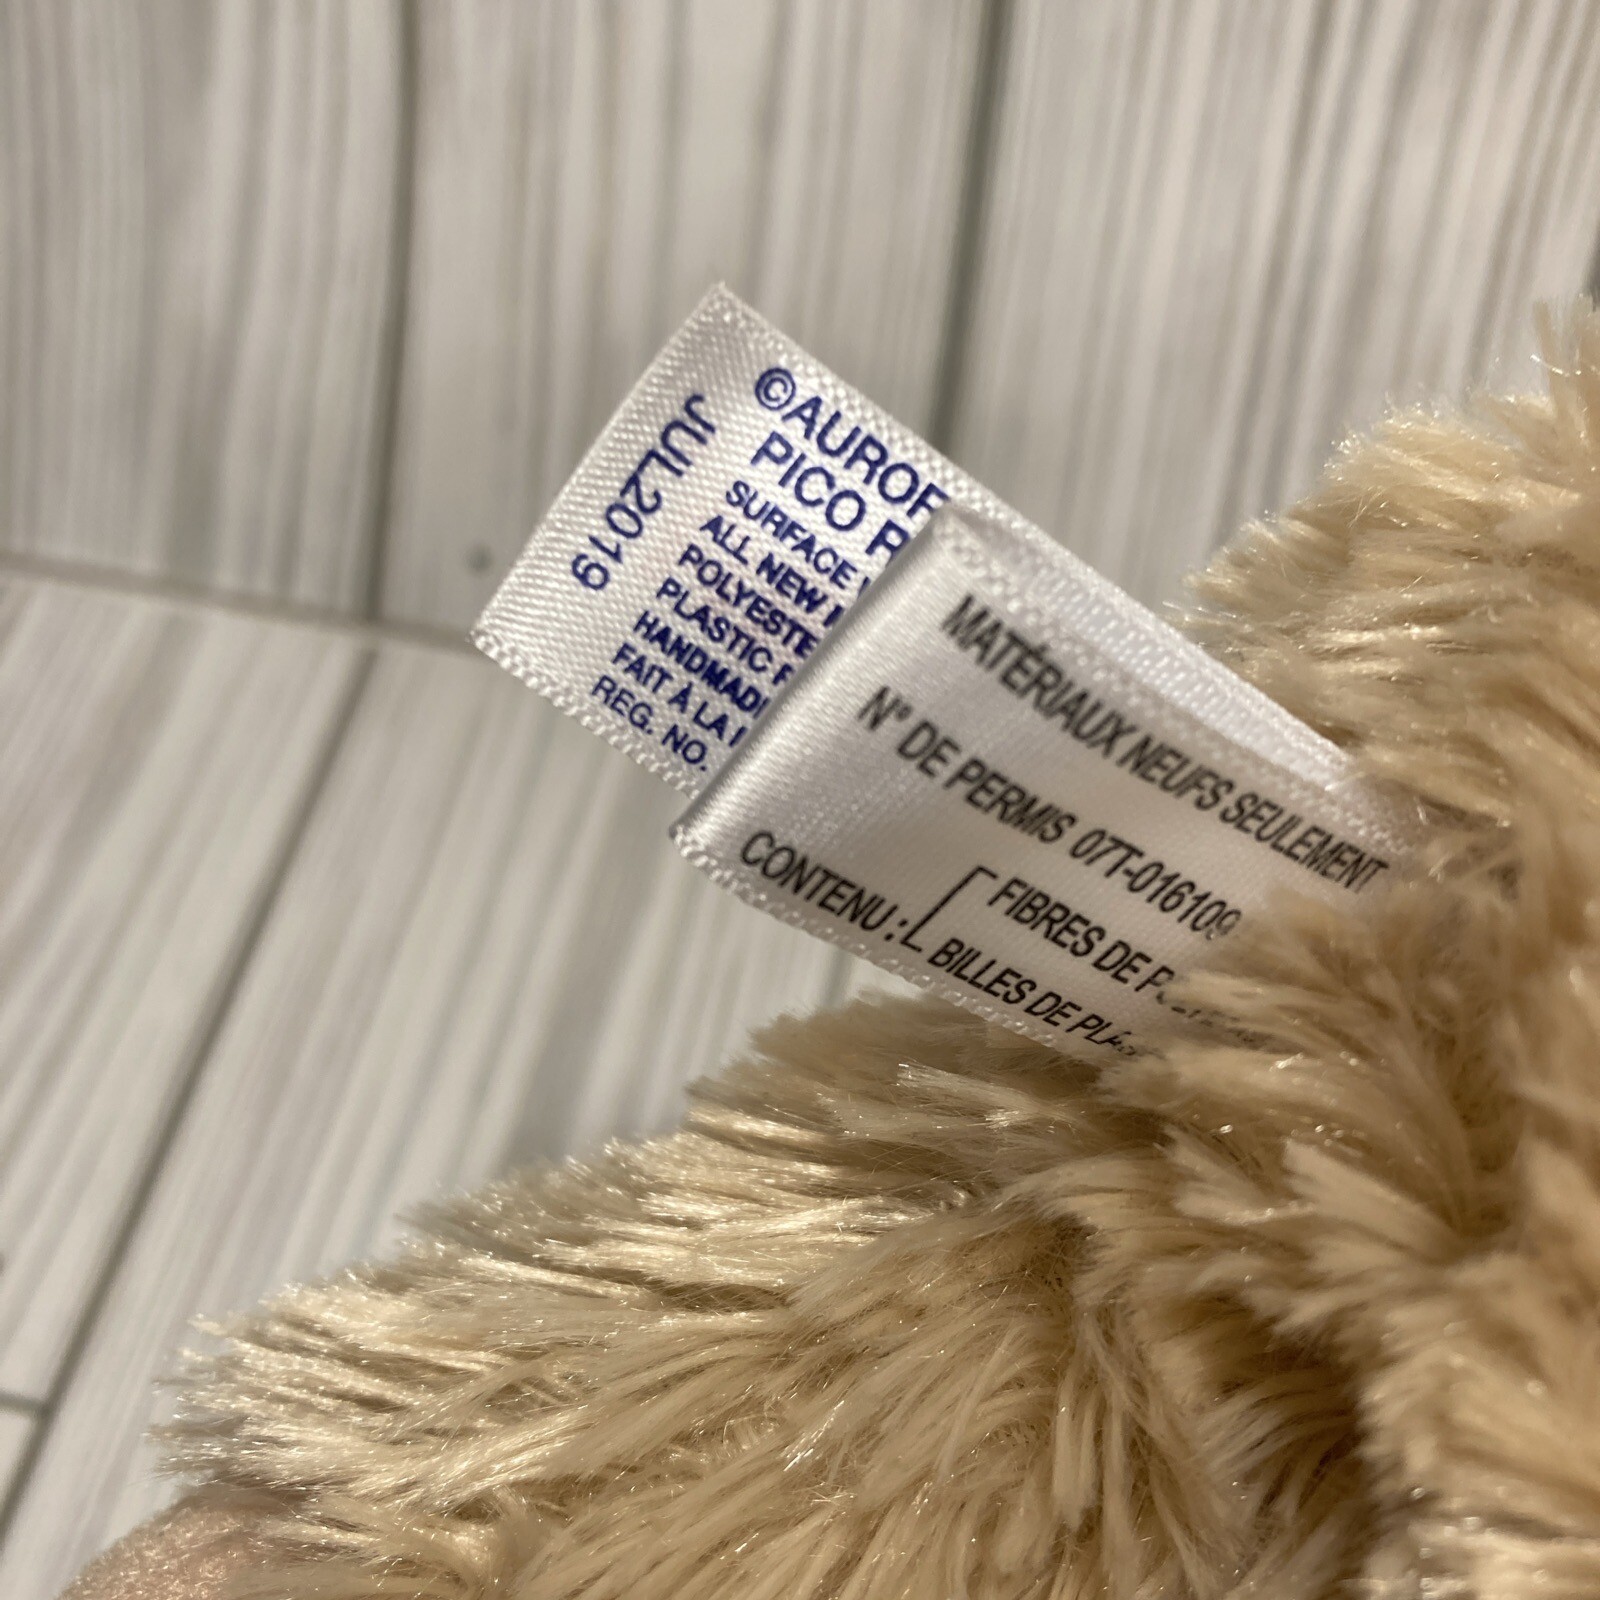 ©AUROR
PICO R
SURFACE
ALL NEW
POLYESTE
PLASTIC
HANDMAD
FAIT À LA
REG. NO.
JUL2019
MATÉRIAUX NEUFS SEULEMENT
N° DE PERMIS 07T-016109
CONTENU :
FIBRES DE
BILLES DE